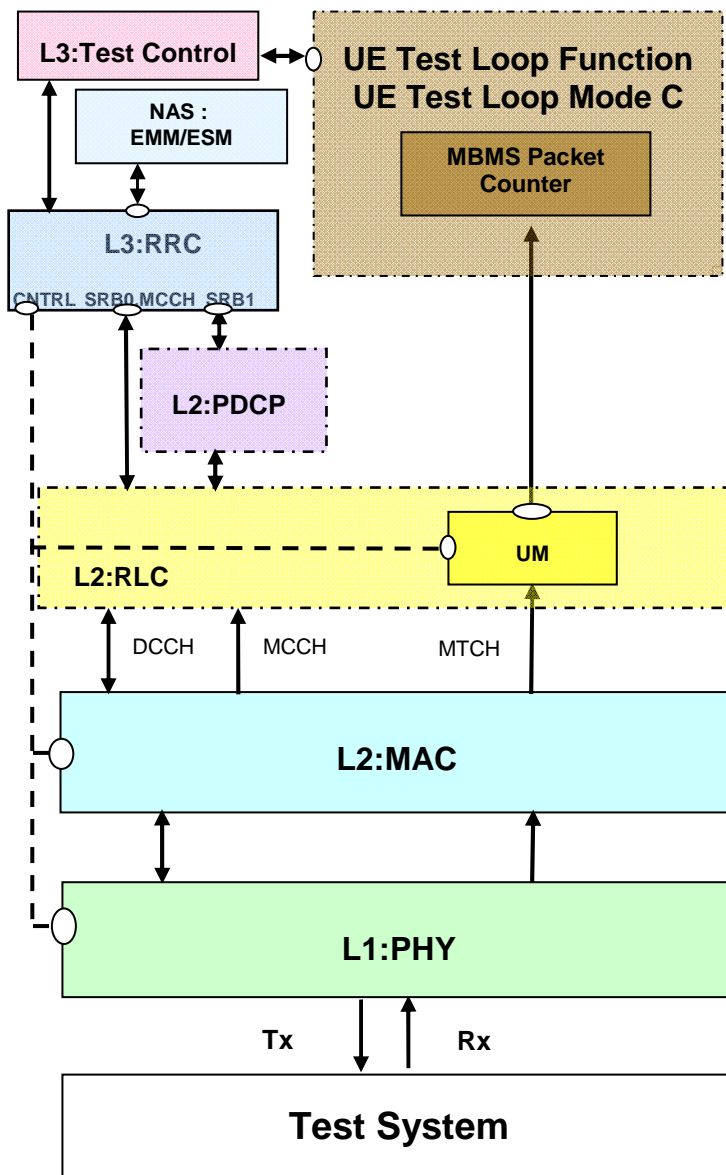 L3:Test Control
UE Test Loop Function
UE Test Loop Mode C
NAS :
EMM/ESM
MBMS Packet
Counter
L3:RRC
CNTRL SRB0,MCCH SRB1
L2:PDCP
UM
L2:RLC
DCCH MCCH MTCH
L2:MAC
L1:PHY
Tx Rx
Test System